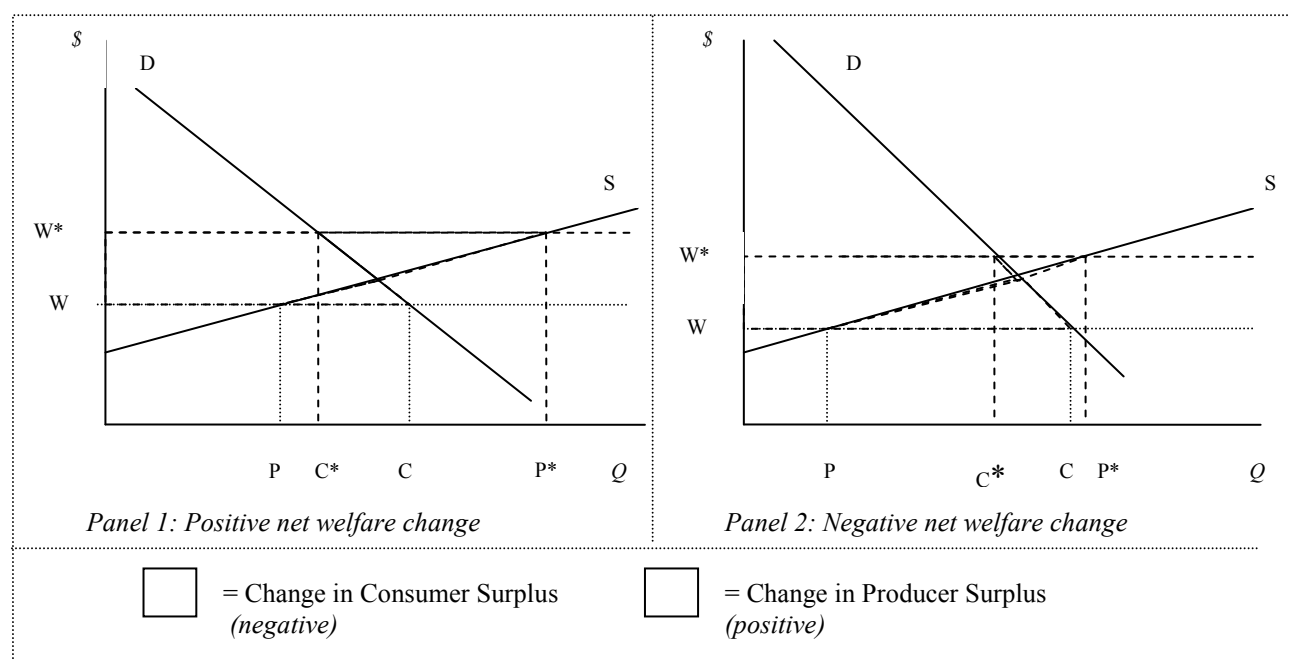 $
D
S
W*
W
P C* C P* Q
Panel 1: Positive net welfare change
$
D
S
W*
W
P C* C P* Q
Panel 2: Negative net welfare change
= Change in Consumer Surplus
(negative)
= Change in Producer Surplus
(positive)